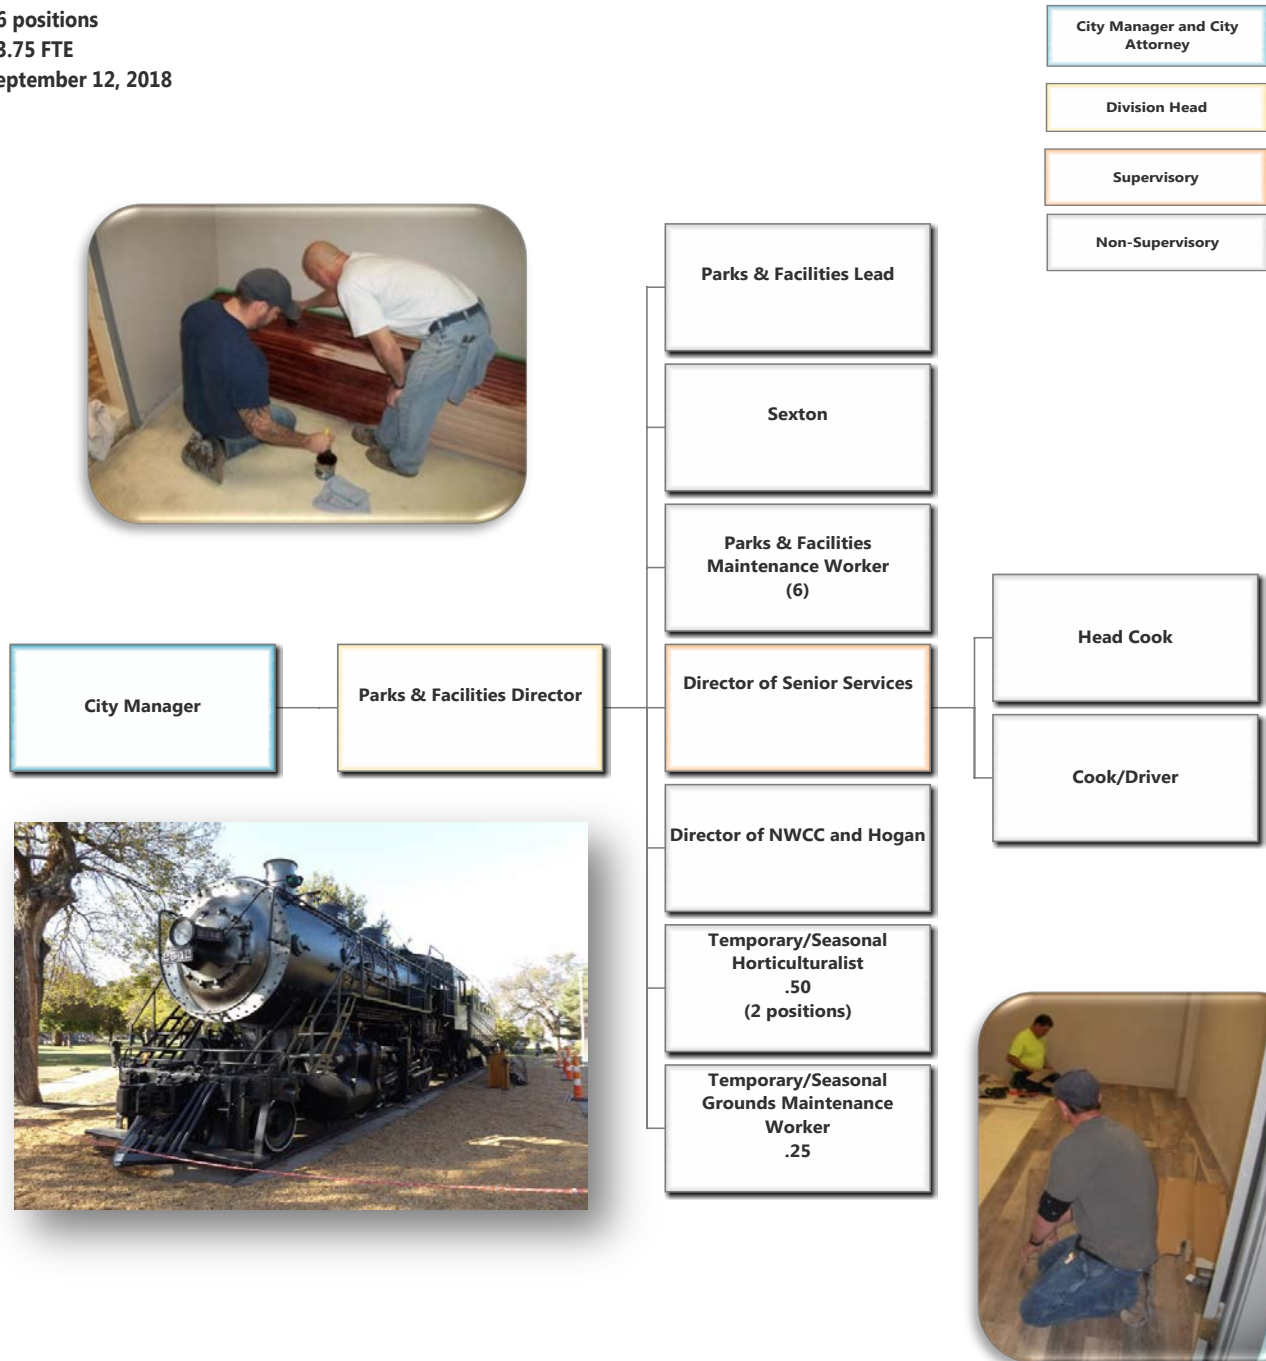 6 positions
3.75 FTE
eptember 12, 2018
City Manager and City
Attorney
Division Head
Supervisory
Non-Supervisory
Parks & Facilities Lead
Sexton
Parks & Facilities
Maintenance Worker
(6)
City Manager
Parks & Facilities Director
Director of Senior Services
Head Cook
Cook/Driver
Director of NWCC and Hogan
Temporary/Seasonal
Horticulturalist
.50
(2 positions)
Temporary/Seasonal
Grounds Maintenance
Worker
.25